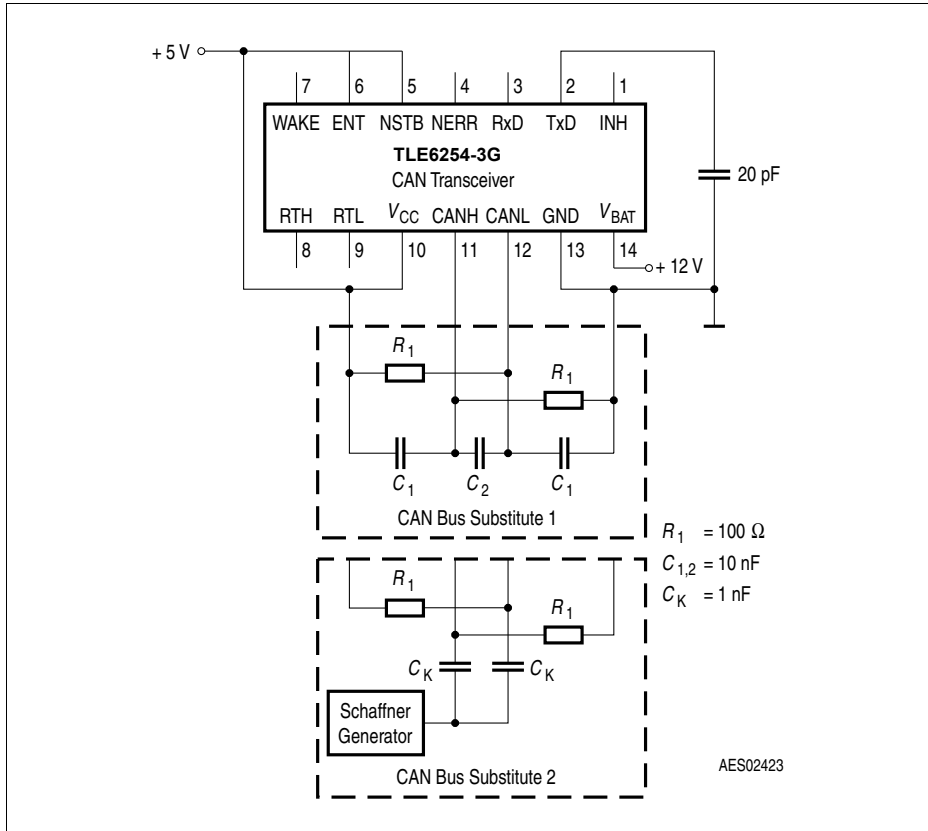 + 5 V
7 6 5 4 3 2 1
WAKE ENT NSTB NERR RxD TxD INH
TLE6254-3G
CAN Transceiver
20 pF
RTH RTL VCC CANH CANL GND VBAT
8 9 10 11 12 13 14
+ 12 V
R1
R1
C1 C2 C1
CAN Bus Substitute 1
R1 = 100 Ω
C1,2 = 10 nF
CK = 1 nF
R1
R1
CK CK
Schaffner
Generator
CAN Bus Substitute 2
AES02423